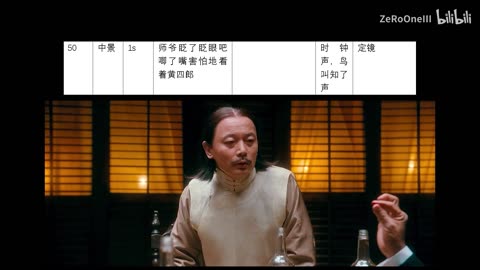 ZeRoOneIII bilibili
50 中景 1s 师爷眨了眨眼吧 时钟 定镜
唧了嘴害怕地看 声，鸟
着黄四郎 叫知了
声